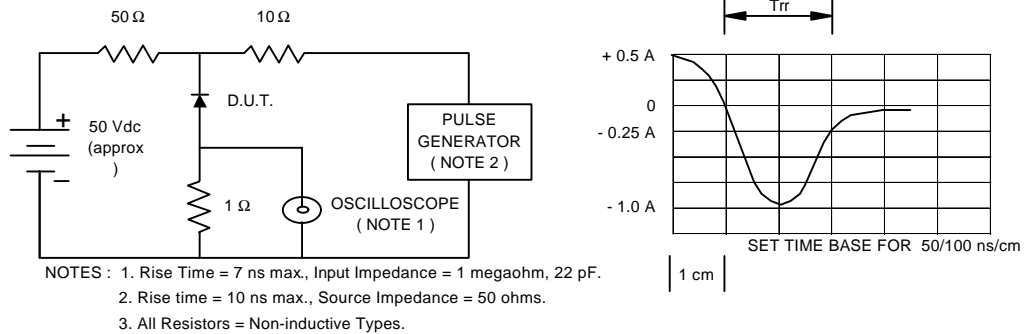 50 Ω
10 Ω
+
50 Vdc
(approx
)
−
D.U.T.
1 Ω
OSCILLOSCOPE
( NOTE 1 )
PULSE
GENERATOR
( NOTE 2 )
Trr
+ 0.5 A
0
- 0.25 A
- 1.0 A
SET TIME BASE FOR 50/100 ns/cm
1 cm
NOTES : 1. Rise Time = 7 ns max., Input Impedance = 1 megaohm, 22 pF.
2. Rise time = 10 ns max., Source Impedance = 50 ohms.
3. All Resistors = Non-inductive Types.